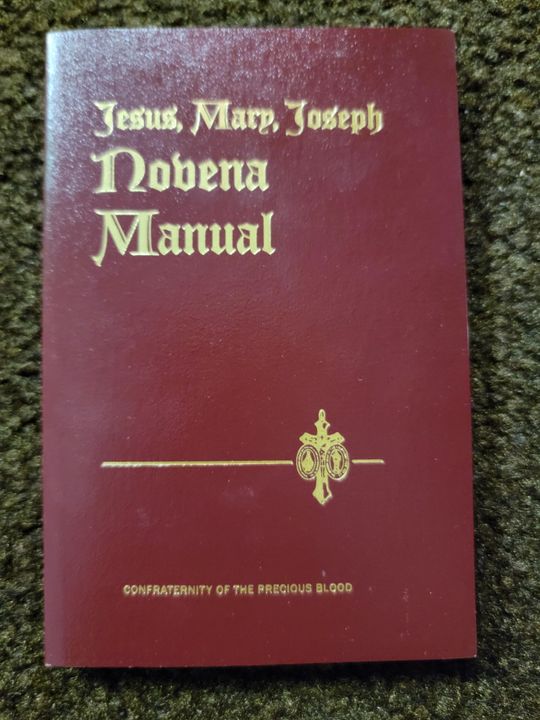 Jesus, Mary, Joseph
Novena
Manual
CONFRATERNITY OF THE PRECIOUS BLOOD